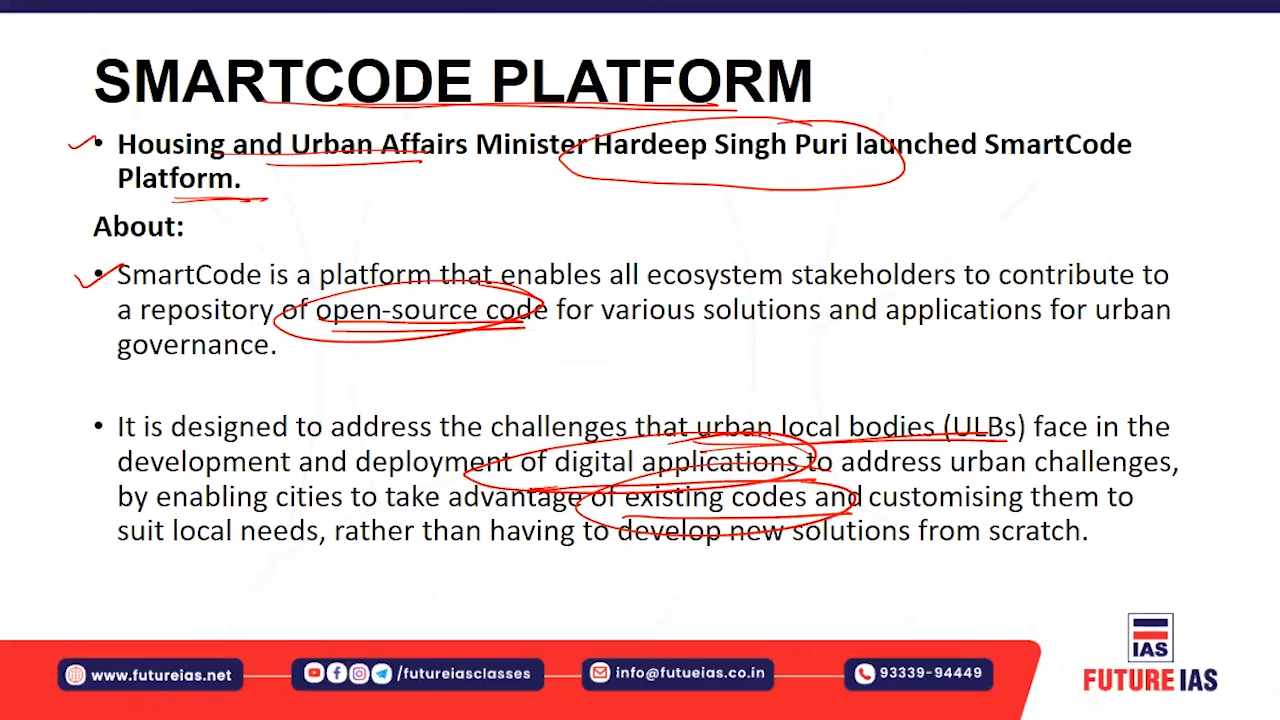 SMARTCODE PLATFORM
• Housing and Urban Affairs Minister Hardeep Singh Puri launched SmartCode
Platform.
About:
• SmartCode is a platform that enables all ecosystem stakeholders to contribute to
a repository of open-source code for various solutions and applications for urban
governance.
• It is designed to address the challenges that urban local bodies (ULBs) face in the
development and deployment of digital applications to address urban challenges,
by enabling cities to take advantage of existing codes and customising them to
suit local needs, rather than having to develop new solutions from scratch.
www.futureias.net
/futureiasclasses
info@futueias.co.in
93339-94449
IAS
FUTURE IAS